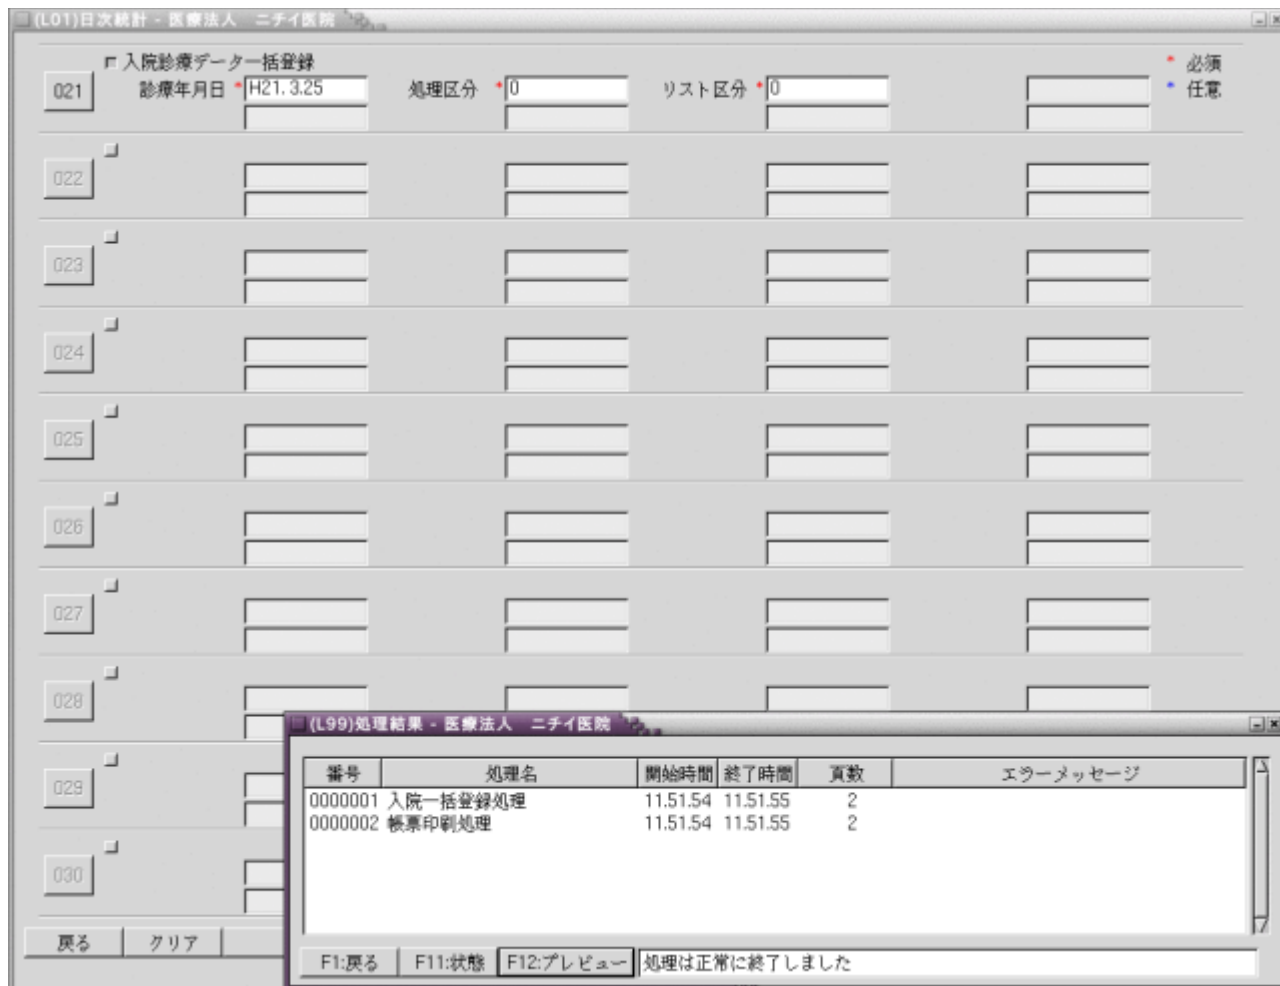 (L01)日次統計 - 医療法人　ニチイ医院
入院診療データ一括登録
* 必須
021 診療年月日 *H21. 3.25 処理区分 *0 リスト区分 *0 * 任意
022
023
024
025
026
027
028
(L99)処理結果 - 医療法人　ニチイ医院
番号 処理名 開始時間 終了時間 頁数 エラーメッセージ
029
0000001 入院一括登録処理 11.51.54 11.51.55 2
0000002 帳票印刷処理 11.51.54 11.51.55 2
030
戻る クリア
F1:戻る F11:状態 F12:プレビュー 処理は正常に終了しました